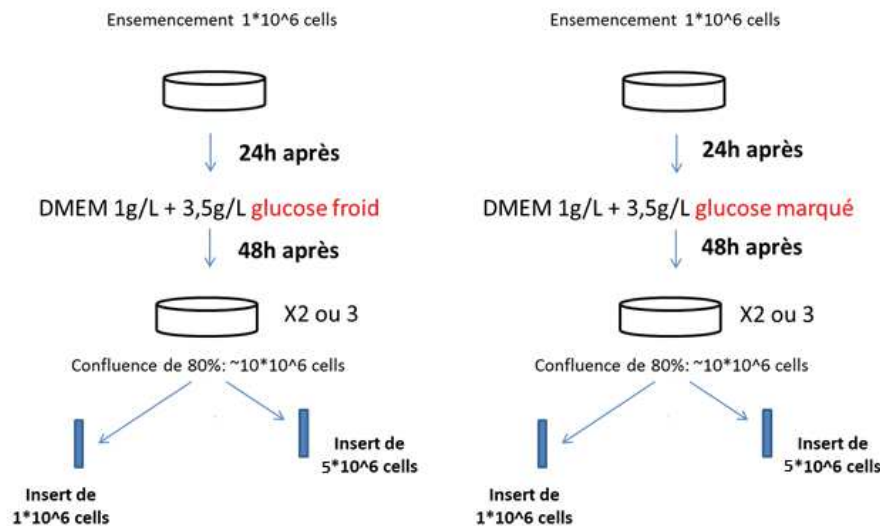 Ensemencement 1*10^6 cells
24h après
DMEM 1g/L + 3,5g/L glucose froid
48h après
X2 ou 3
Confluence de 80%: ~10*10^6 cells
Insert de
5*10^6 cells
Insert de
1*10^6 cells
Ensemencement 1*10^6 cells
24h après
DMEM 1g/L + 3,5g/L glucose marqué
48h après
X2 ou 3
Confluence de 80%: ~10*10^6 cells
Insert de
5*10^6 cells
Insert de
1*10^6 cells